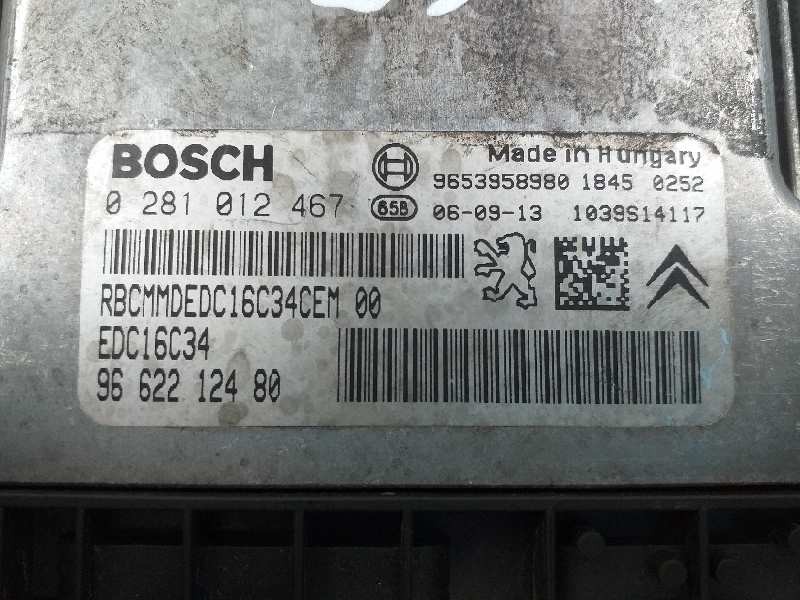 BOSCH
Made in Hungary
9653958980 1845 0252
0 281 012 467
65B
06-09-13 1039S14117
RBCMMDEDC16C34CEM 00
EDC16C34
96 622 124 80